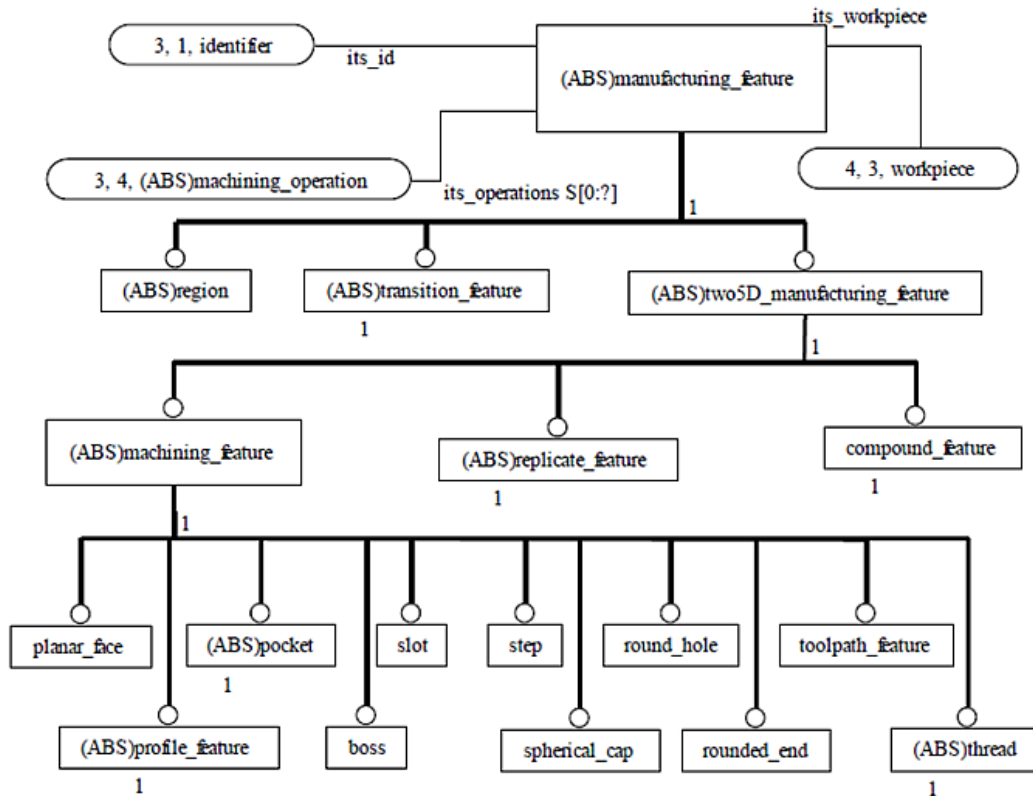 its_workpiece
3, 1, identifier
its_id
(ABS)manufacturing_feature
3, 4, (ABS)machining_operation
4, 3, workpiece
its_operations S[0:?]
1
(ABS)region
(ABS)transition_feature
(ABS)two5D_manufacturing_feature
1
1
(ABS)machining_feature
(ABS)replicate_feature
compound_feature
1
1
1
planar_face
(ABS)pocket
slot
step
round_hole
toolpath_feature
1
(ABS)profile_feature
boss
spherical_cap
rounded_end
(ABS)thread
1
1